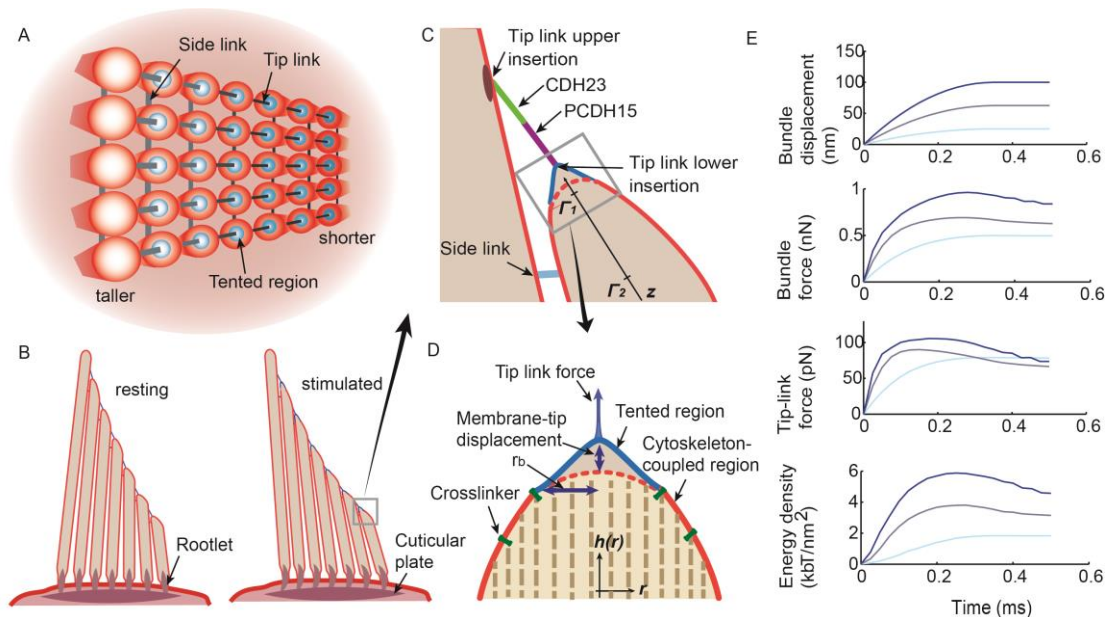 A
Side link
Tip link
taller
shorter
Tented region
B
resting
stimulated
Rootlet
Cuticular
plate
C
Tip link upper
insertion
CDH23
PCDH15
Tip link lower
insertion
Γ1
Side link
Γ2
z
D
Tip link force
Membrane-tip
displacement
Tented region
Cytoskeleton-
coupled region
rb
Crosslinker
h(r)
r
E
Bundle
displacement
(nm)
150
100
50
0
0
0.2
0.4
0.6
Bundle
force (nN)
1
0.5
0
0
0.2
0.4
0.6
Tip-link
force (pN)
100
50
0
0
0.2
0.4
0.6
Energy density
(kbT/nm2)
6
4
2
0
0
0.2
0.4
0.6
Time (ms)